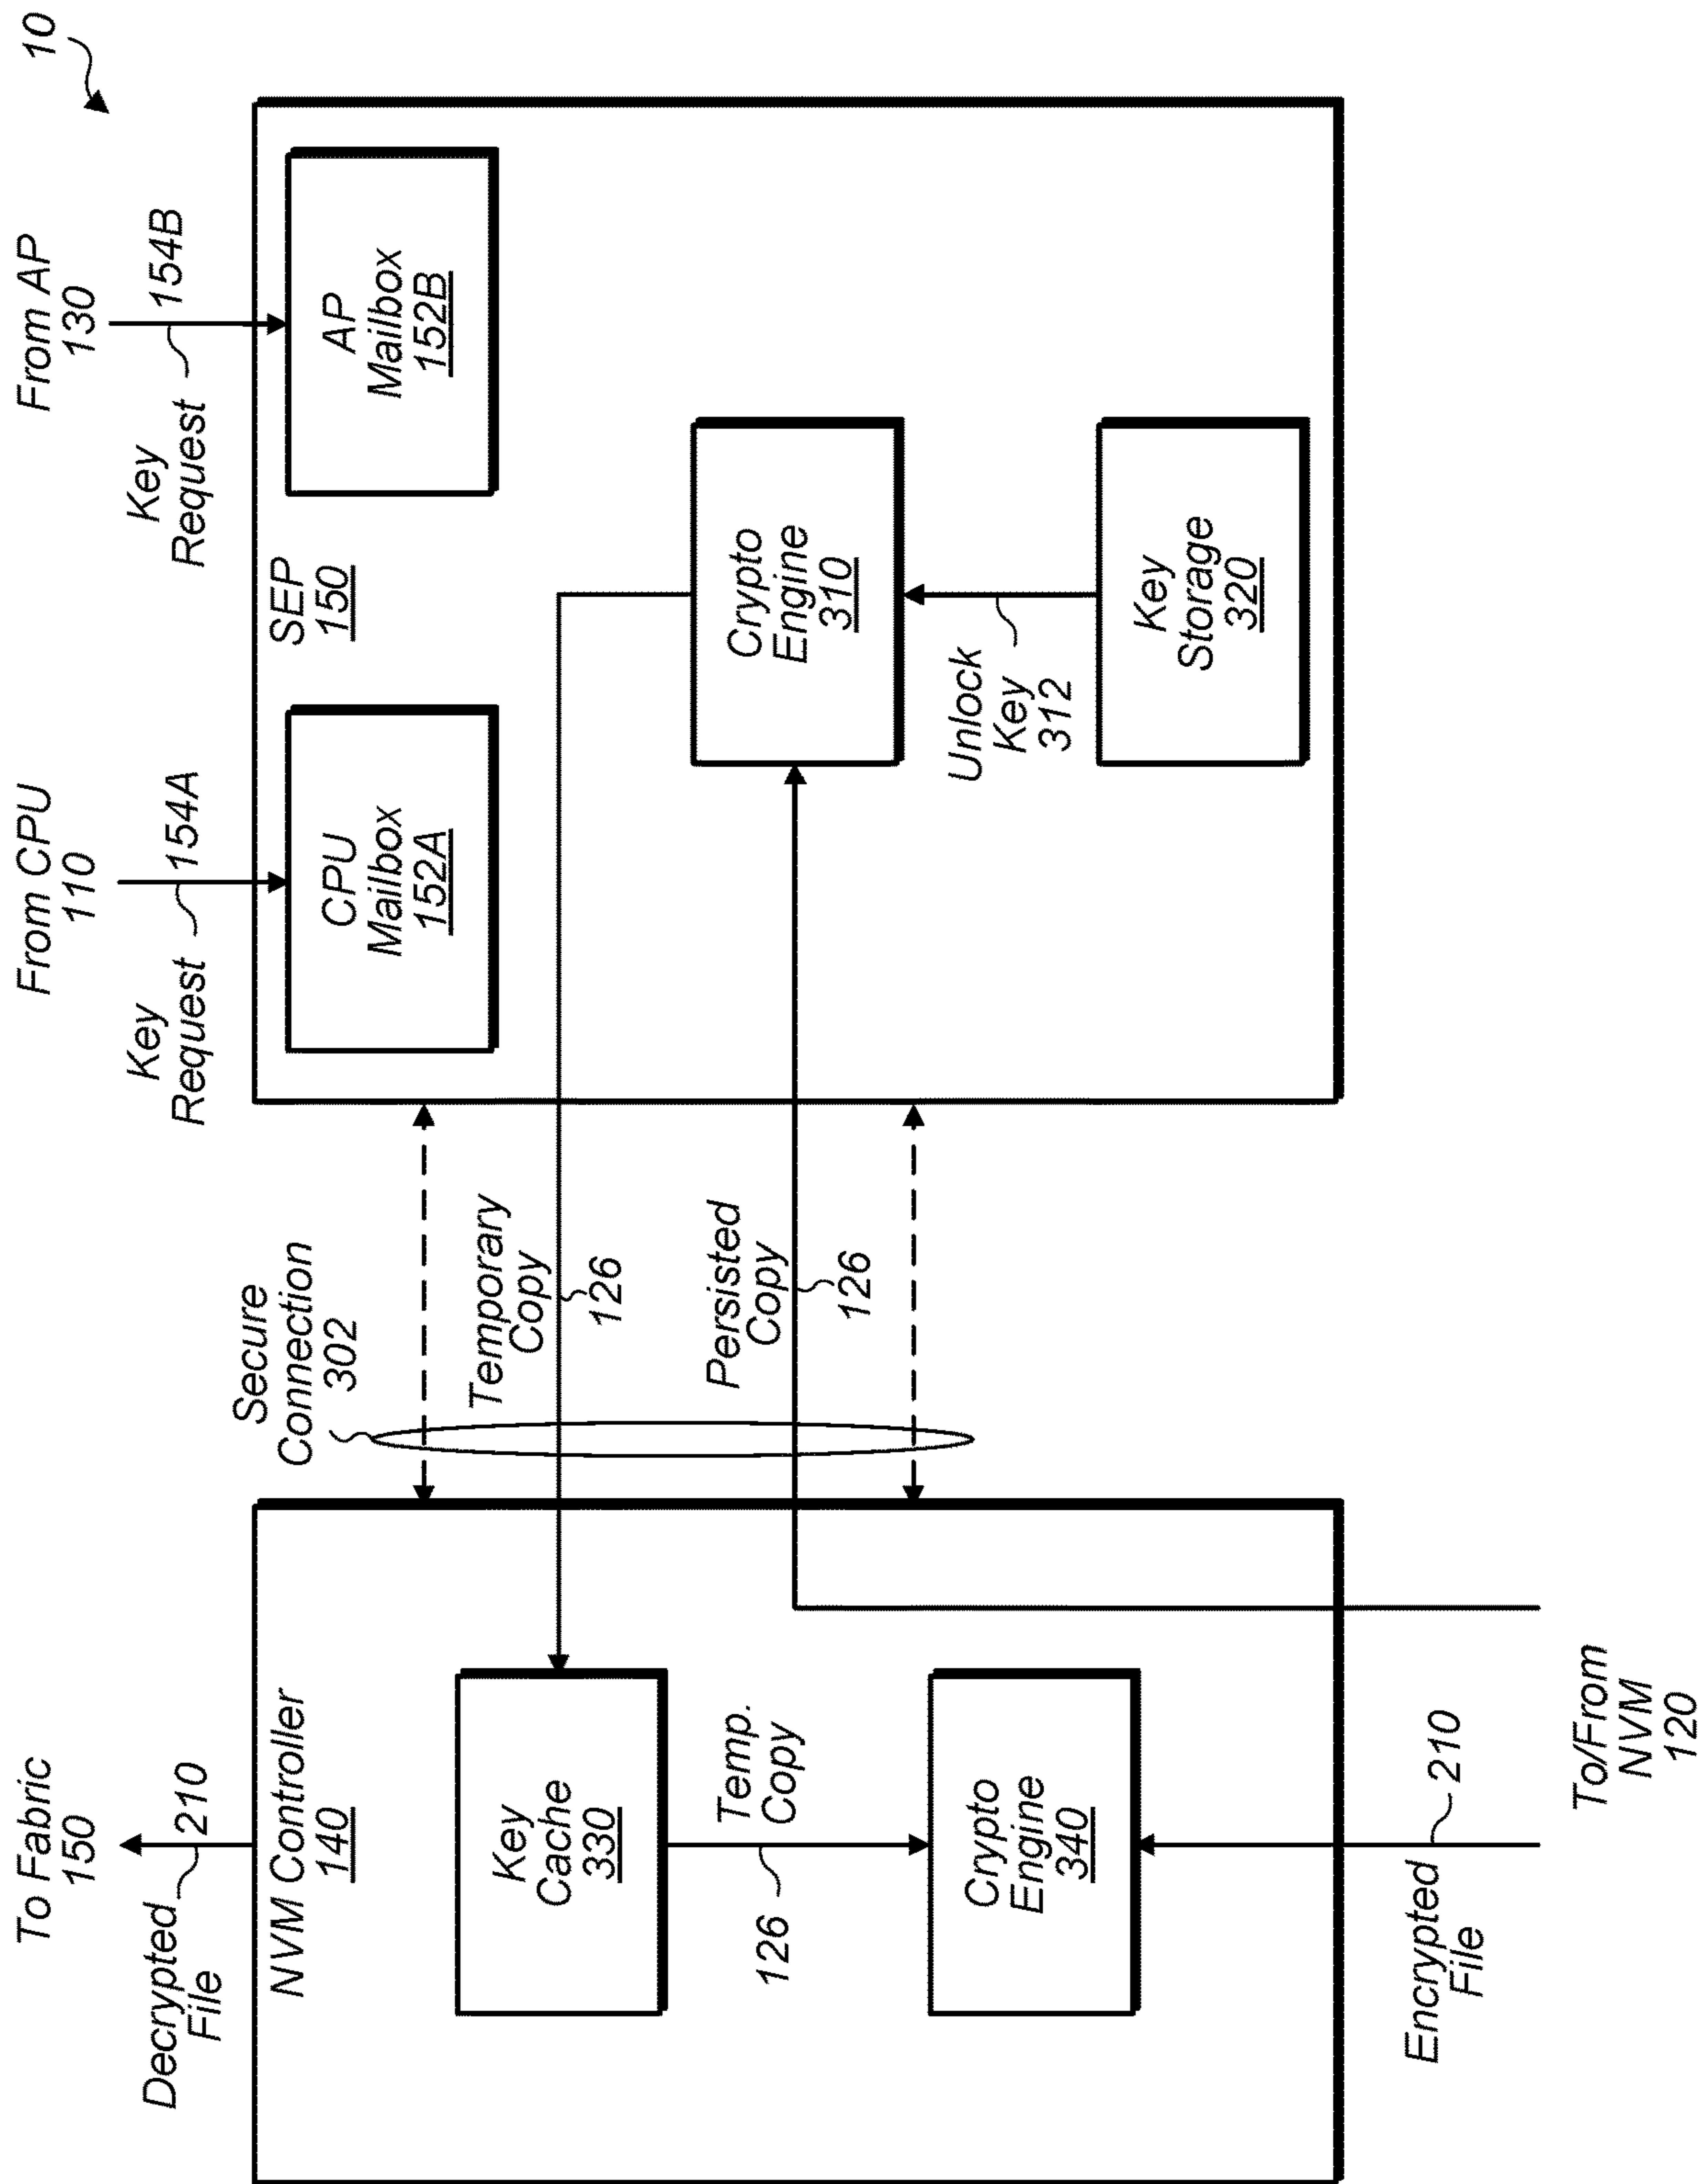 10
To Fabric
150
From CPU
110
From AP
130
Decrypted
File
210
Key
Request
154A
Key
Request
154B
NVM Controller
140
Secure
Connection
302
SEP
150
CPU
Mailbox
152A
AP
Mailbox
152B
Key
Cache
330
Temporary
Copy
126
Temp.
Copy
126
Persisted
Copy
126
Crypto
Engine
310
Unlock
Key
312
Crypto
Engine
340
Key
Storage
320
Encrypted
File
210
To/From
NVM
120